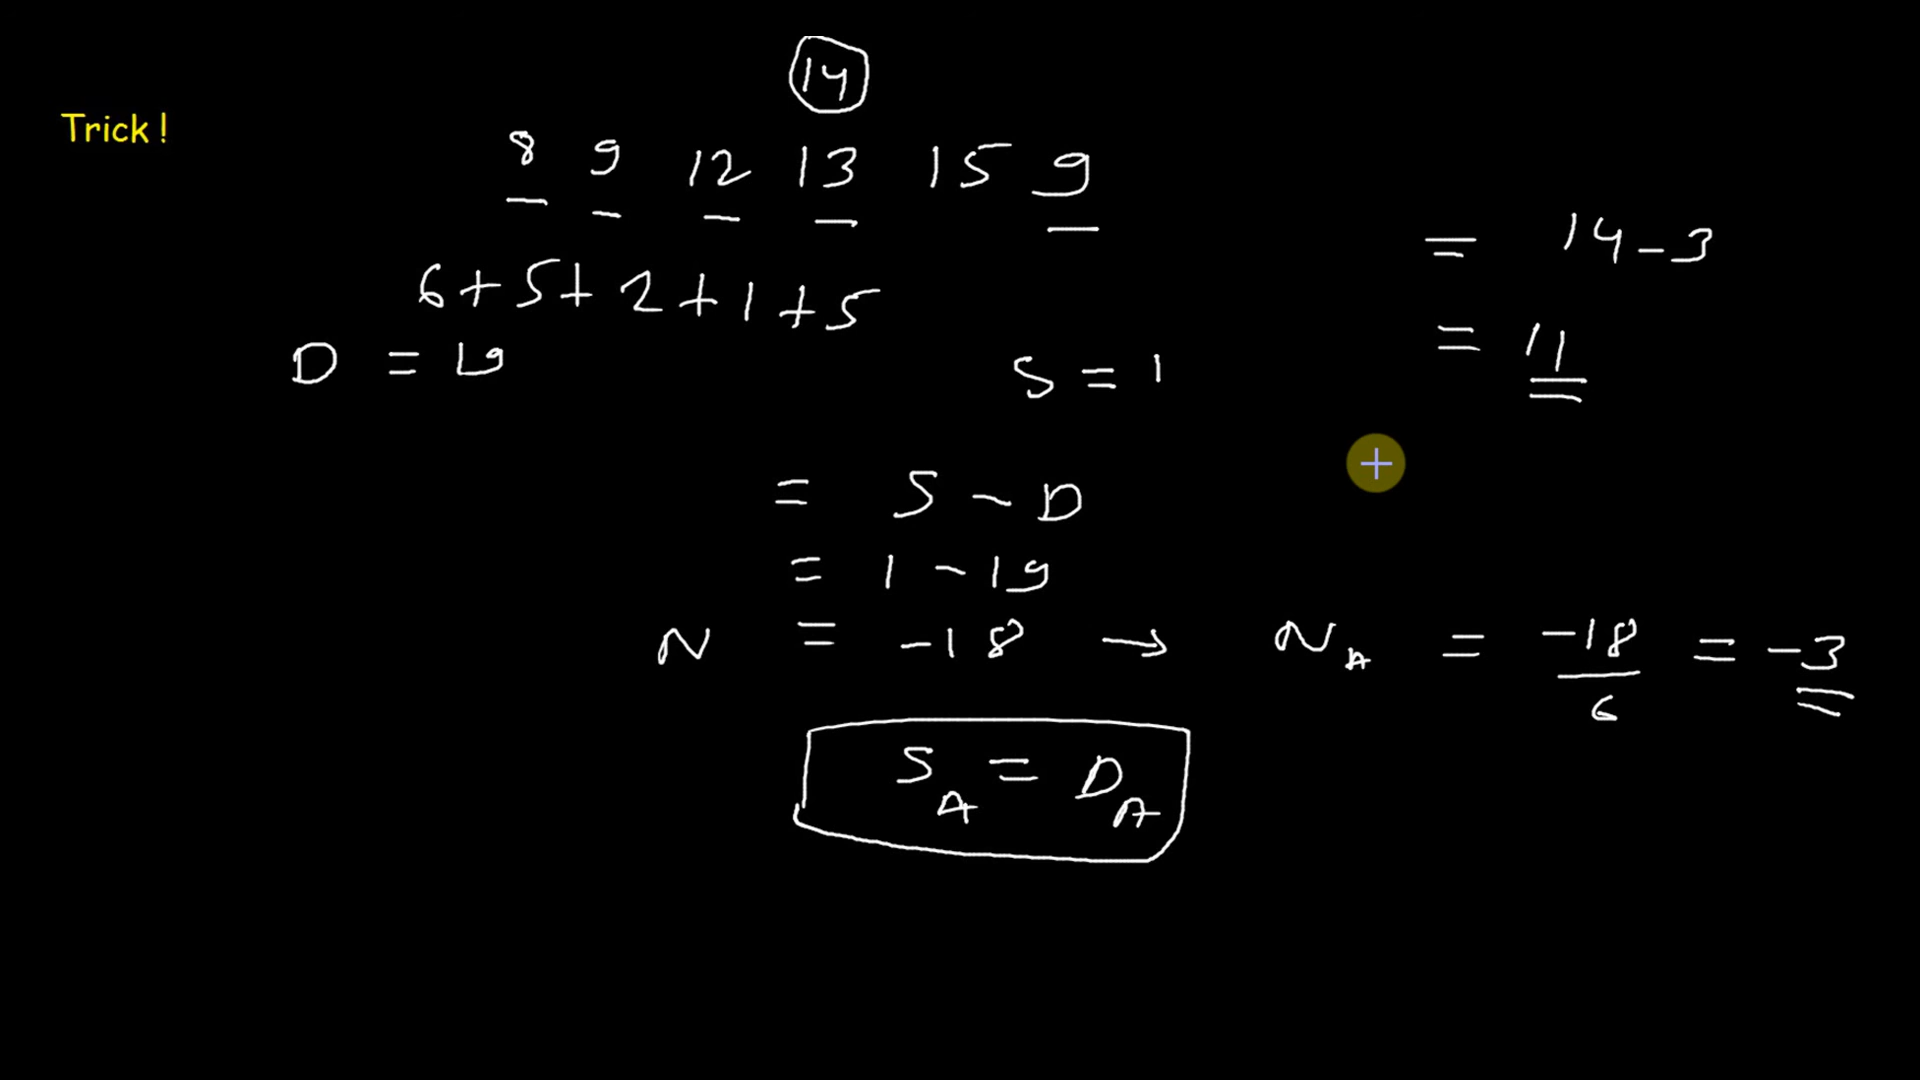 14
Trick !
8 9 12 13 15 9
6+5+2+1+5
= 14-3
D = 19
S = 1
= 11
= S - D
= 1 - 19
N = -18 → N_A = -18/6 = -3
S_A = D_A